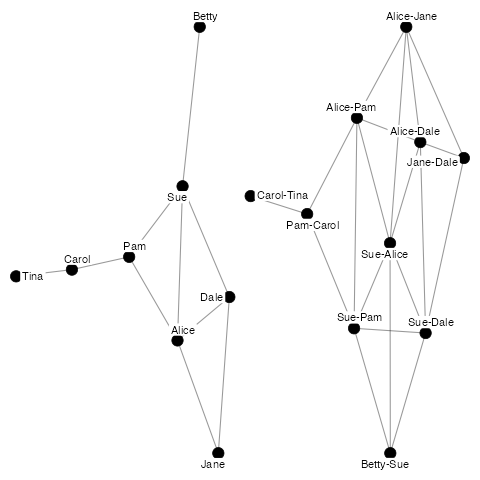 Betty
Sue
Pam
Carol
Tina
Dale
Alice
Jane
Alice-Jane
Alice-Pam
Alice-Dale
Jane-Dale
Carol-Tina
Pam-Carol
Sue-Alice
Sue-Pam
Sue-Dale
Betty-Sue